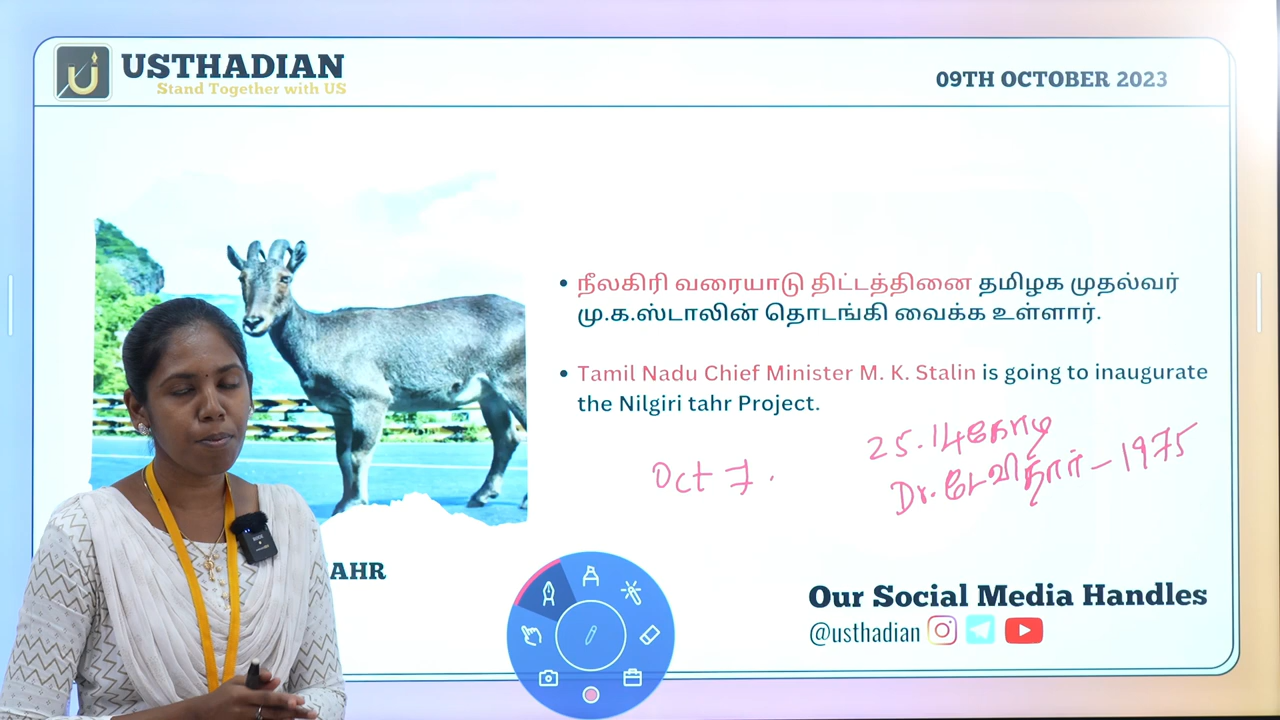 USTHADIAN
Stand Together with US
09TH OCTOBER 2023
• நீலகிரி வரையாடு திட்டத்தினை தமிழக முதல்வர்
மு.க.ஸ்டாலின் தொடங்கி வைக்க உள்ளார்.
• Tamil Nadu Chief Minister M. K. Stalin is going to inaugurate
the Nilgiri tahr Project.
25.14கோடி
Oct 7.
Dr. டேவிதார் - 1975
AHR
Our Social Media Handles
@usthadian